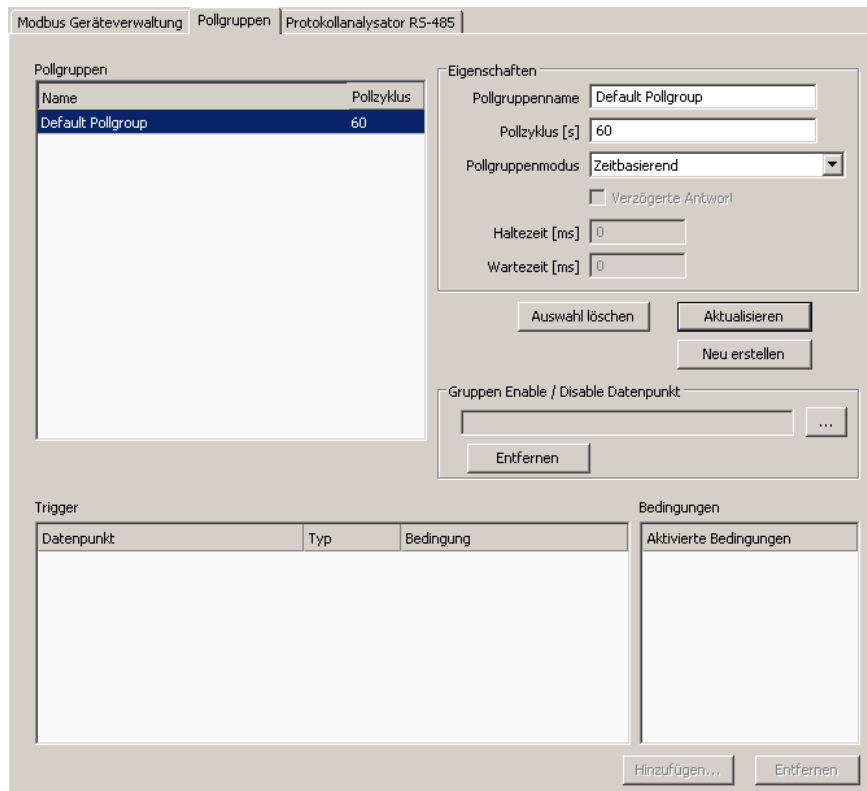 Modbus Geräteverwaltung Pollgruppen Protokollanalysator RS-485
Pollgruppen
Name Pollzyklus
Default Pollgroup 60
Eigenschaften
Pollgruppenname Default Pollgroup
Pollzyklus [s] 60
Pollgruppenmodus Zeitbasierend
Verzögerte Antwort
Haltezeit [ms] 0
Wartezeit [ms] 0
Auswahl löschen Aktualisieren
Neu erstellen
Gruppen Enable / Disable Datenpunkt
...
Entfernen
Trigger
Datenpunkt Typ Bedingung
Bedingungen
Aktivierte Bedingungen
Hinzufügen... Entfernen